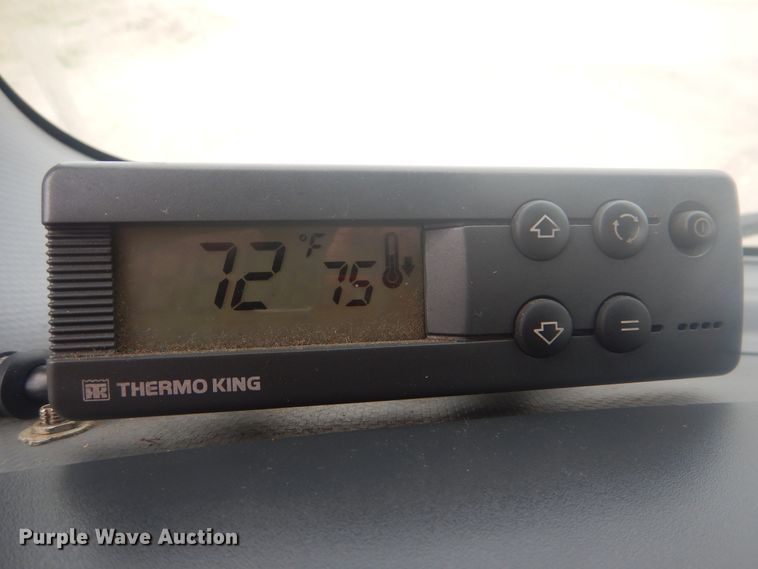 72 °F 75
THERMO KING
Purple Wave Auction